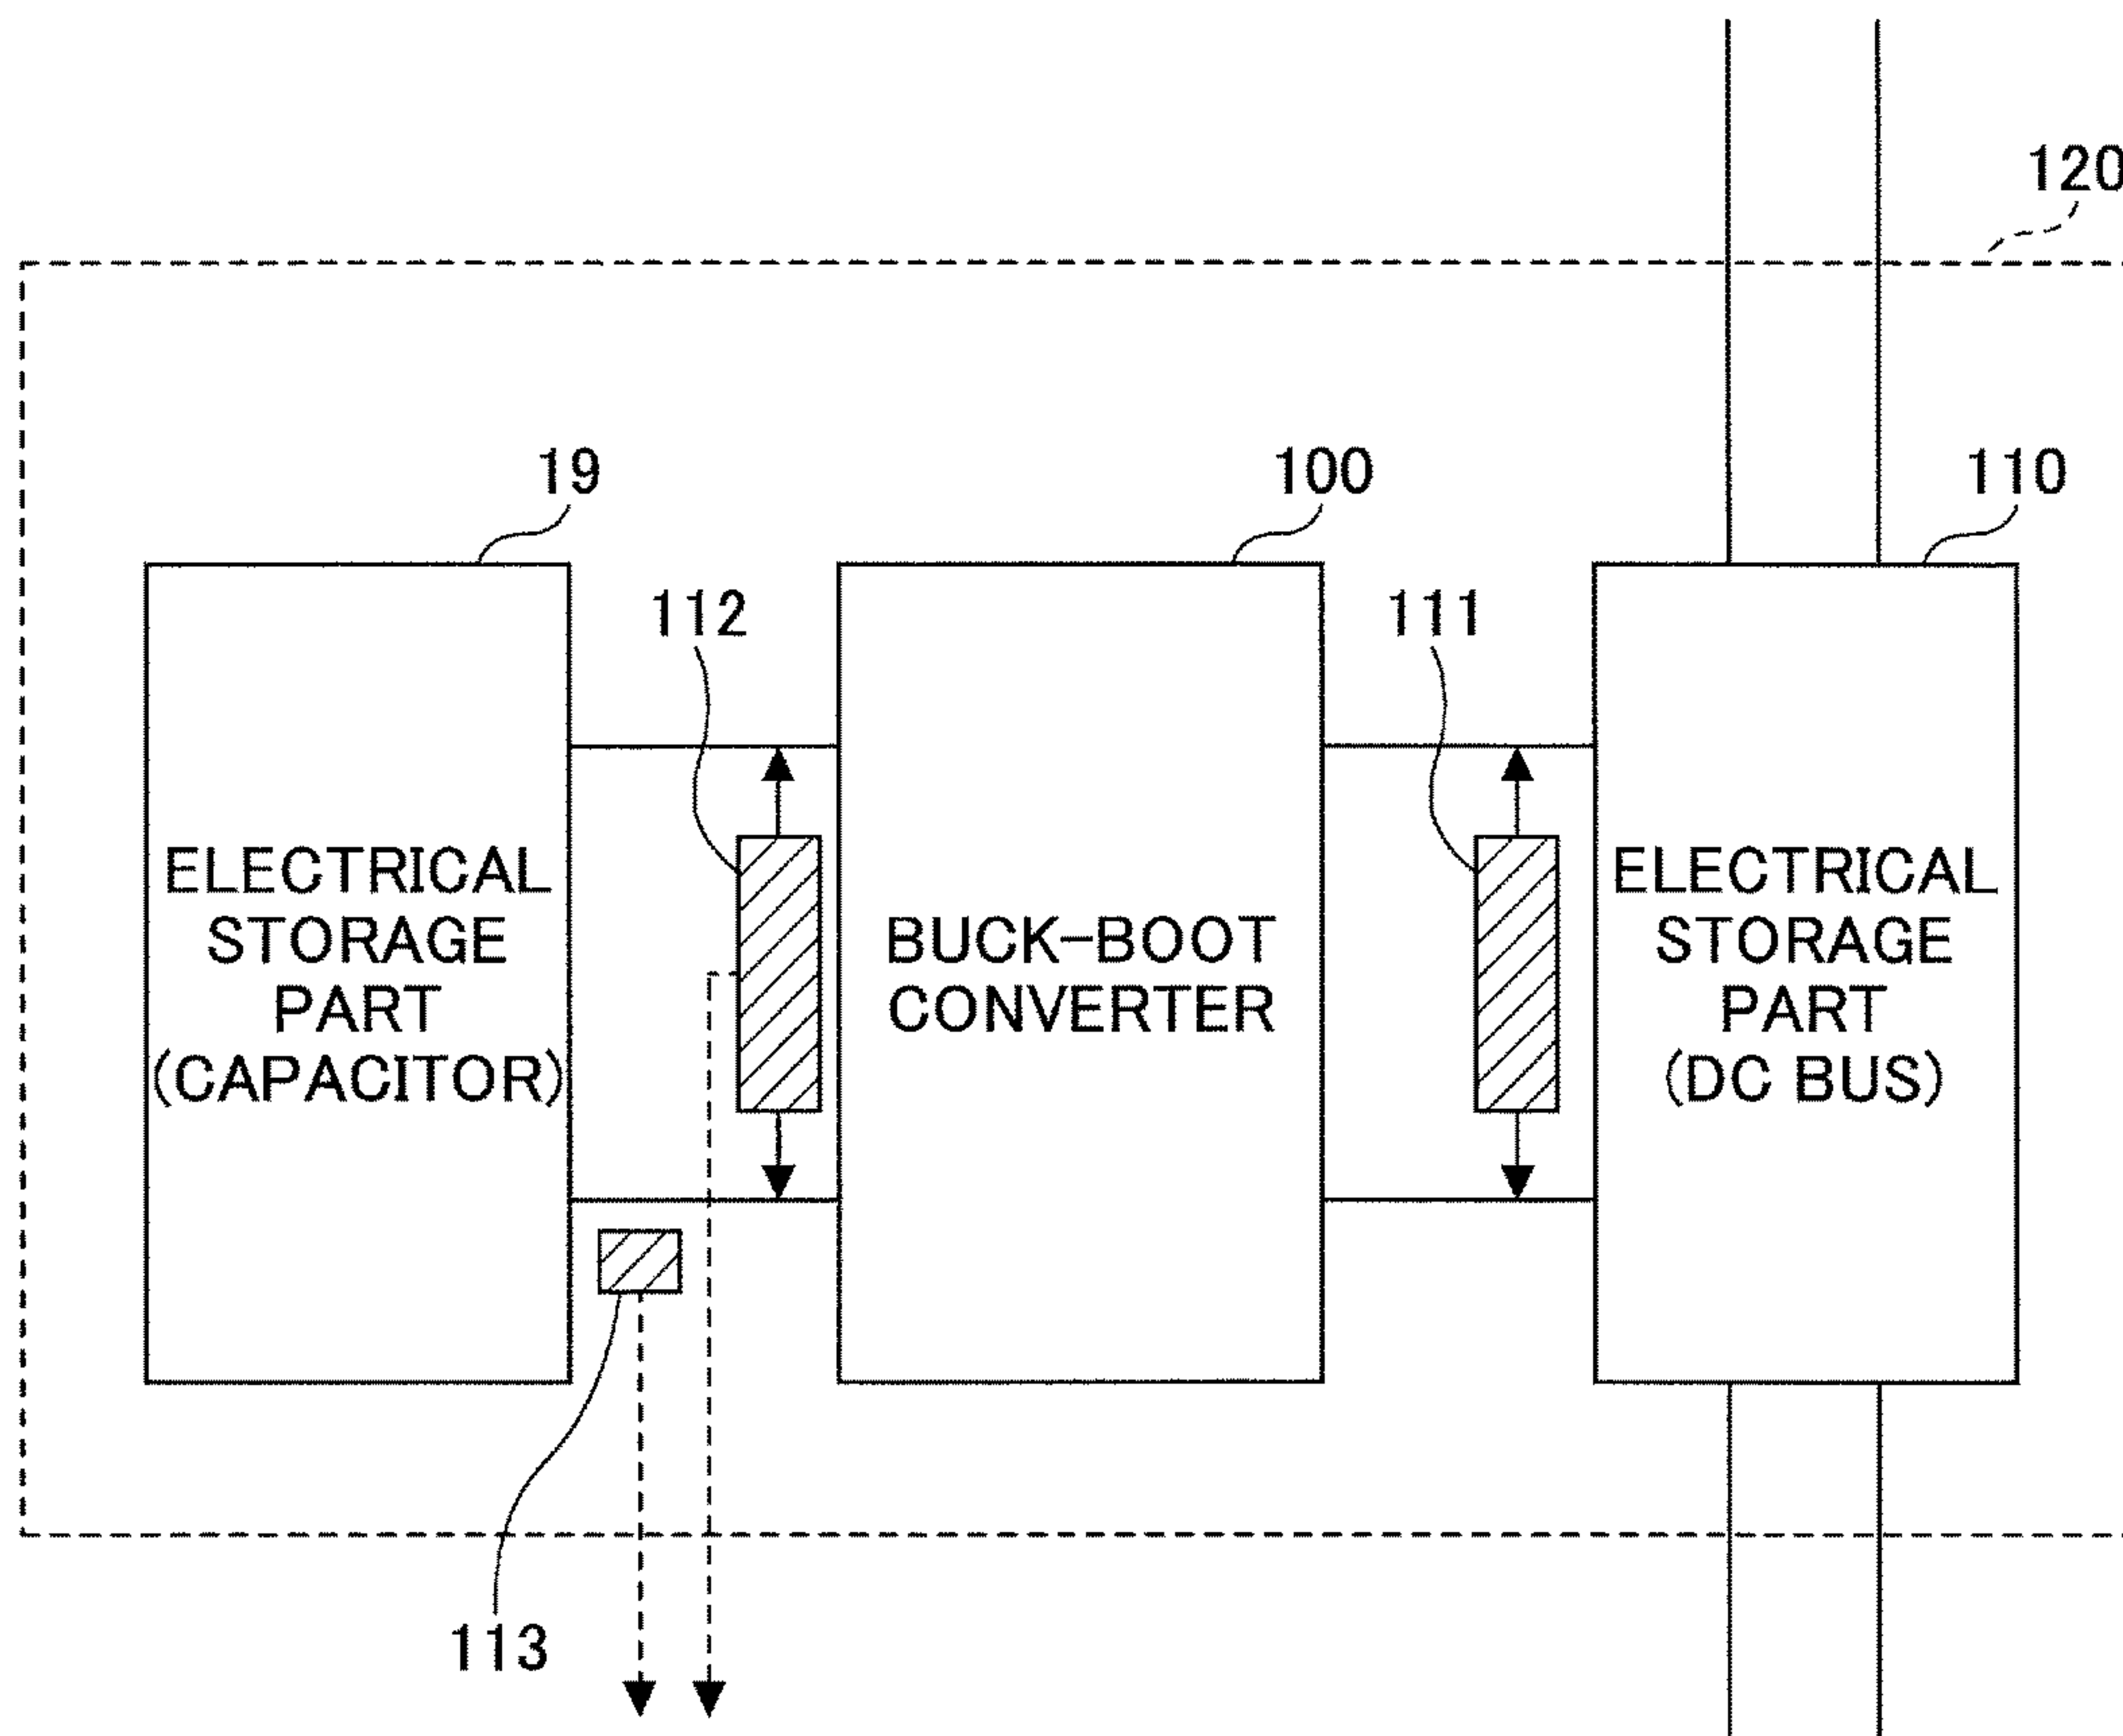 120
19
100
110
112
111
ELECTRICAL
STORAGE
PART
(CAPACITOR)
BUCK-BOOT
CONVERTER
ELECTRICAL
STORAGE
PART
(DC BUS)
113